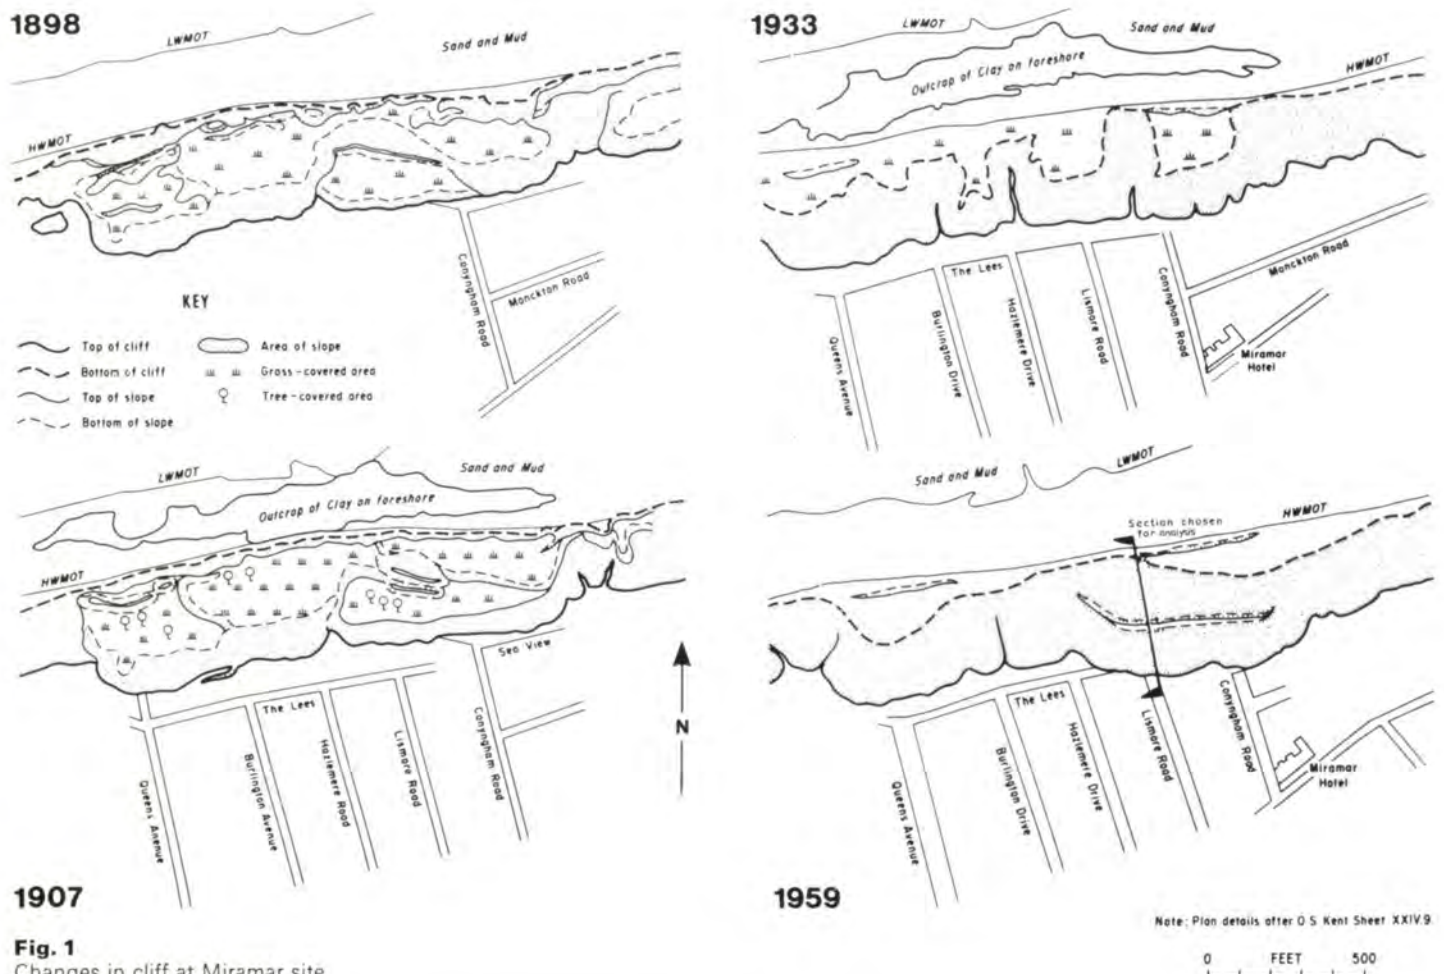 1898
LWMOT
Sand and Mud
HWMOT
Conyngham Road
Monckton Road
KEY
Top of cliff
Bottom of cliff
Top of slope
Bottom of slope
Area of slope
Grass-covered area
Tree-covered area
1933
LWMOT
Sand and Mud
Outcrop of Clay on foreshore
HWMOT
The Lees
Queens Avenue
Burlington Drive
Hazlemere Drive
Lismore Road
Conyngham Road
Monckton Road
Miramar
Hotel
LWMOT
Sand and Mud
Outcrop of Clay on foreshore
HWMOT
Sea View
The Lees
Queens Anenue
Burlington Avenue
Hazlemere Road
Lismore Road
Conyngham Road
N
1907
Sand and Mud
LWMOT
Section chosen
for analysis
HWMOT
The Lees
Queens Avenue
Burlington Drive
Hazlemere Drive
Lismore Road
Conyngham Road
Miramar
Hotel
1959
Note; Plan details after O S Kent Sheet XXIV.9.
0 FEET 500
Fig. 1
Changes in cliff at Miramar site